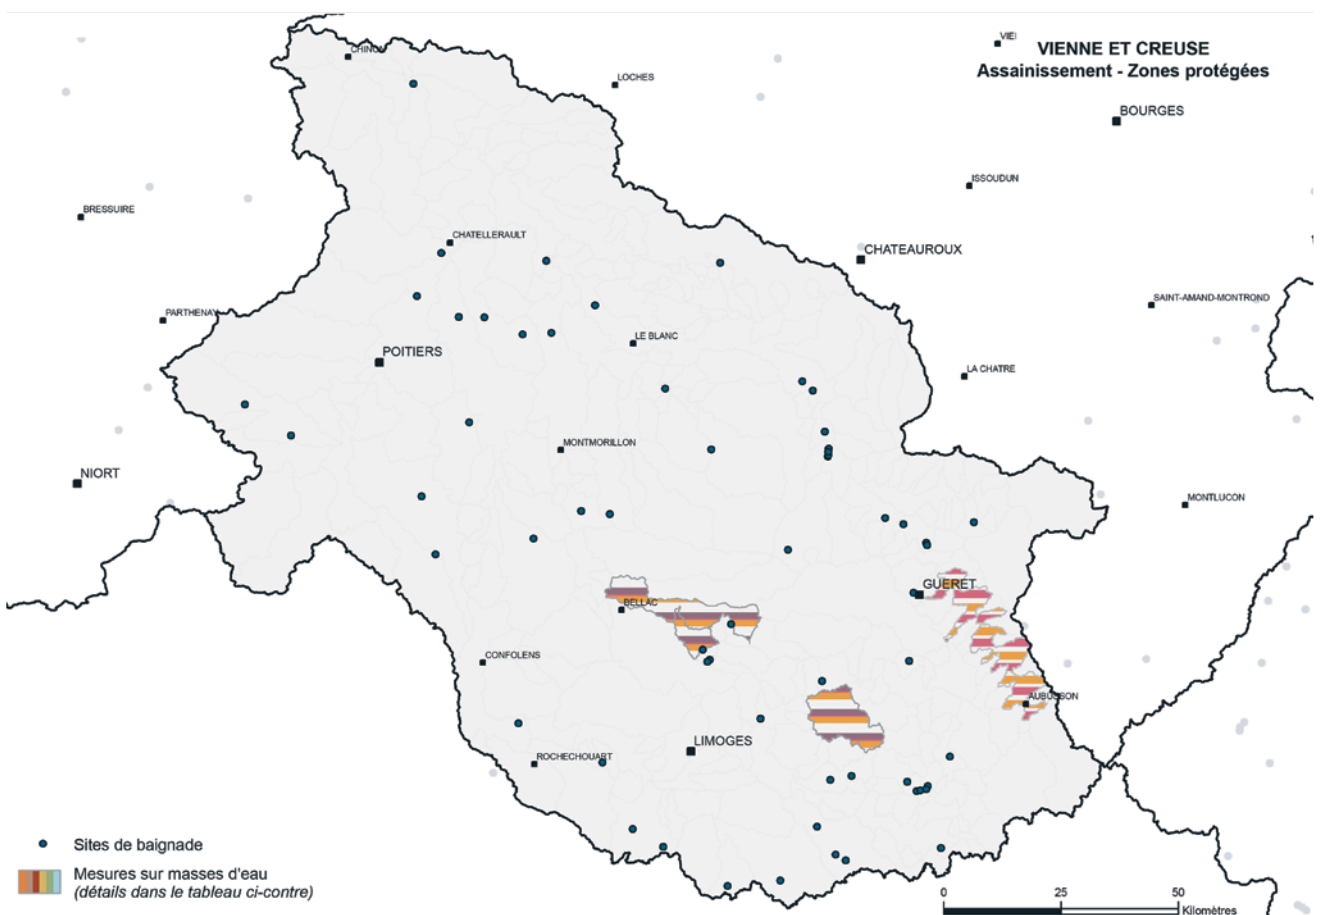 VIENNE ET CREUSE
Assainissement - Zones protégées
CHINON
LOCHES
BOURGES
ISSOUDUN
BRESSUIRE
CHATELLERAULT
CHATEAUROUX
PARTHENAY
SAINT-AMAND-MONTROND
LE BLANC
POITIERS
LA CHATRE
MONTMORILLON
NIORT
MONTLUCON
GUERET
BELLAC
CONFOLENS
AUBUSSON
LIMOGES
ROCHECHOUART
Sites de baignade
Mesures sur masses d'eau
(détails dans le tableau ci-contre)
0 25 50
Kilomètres